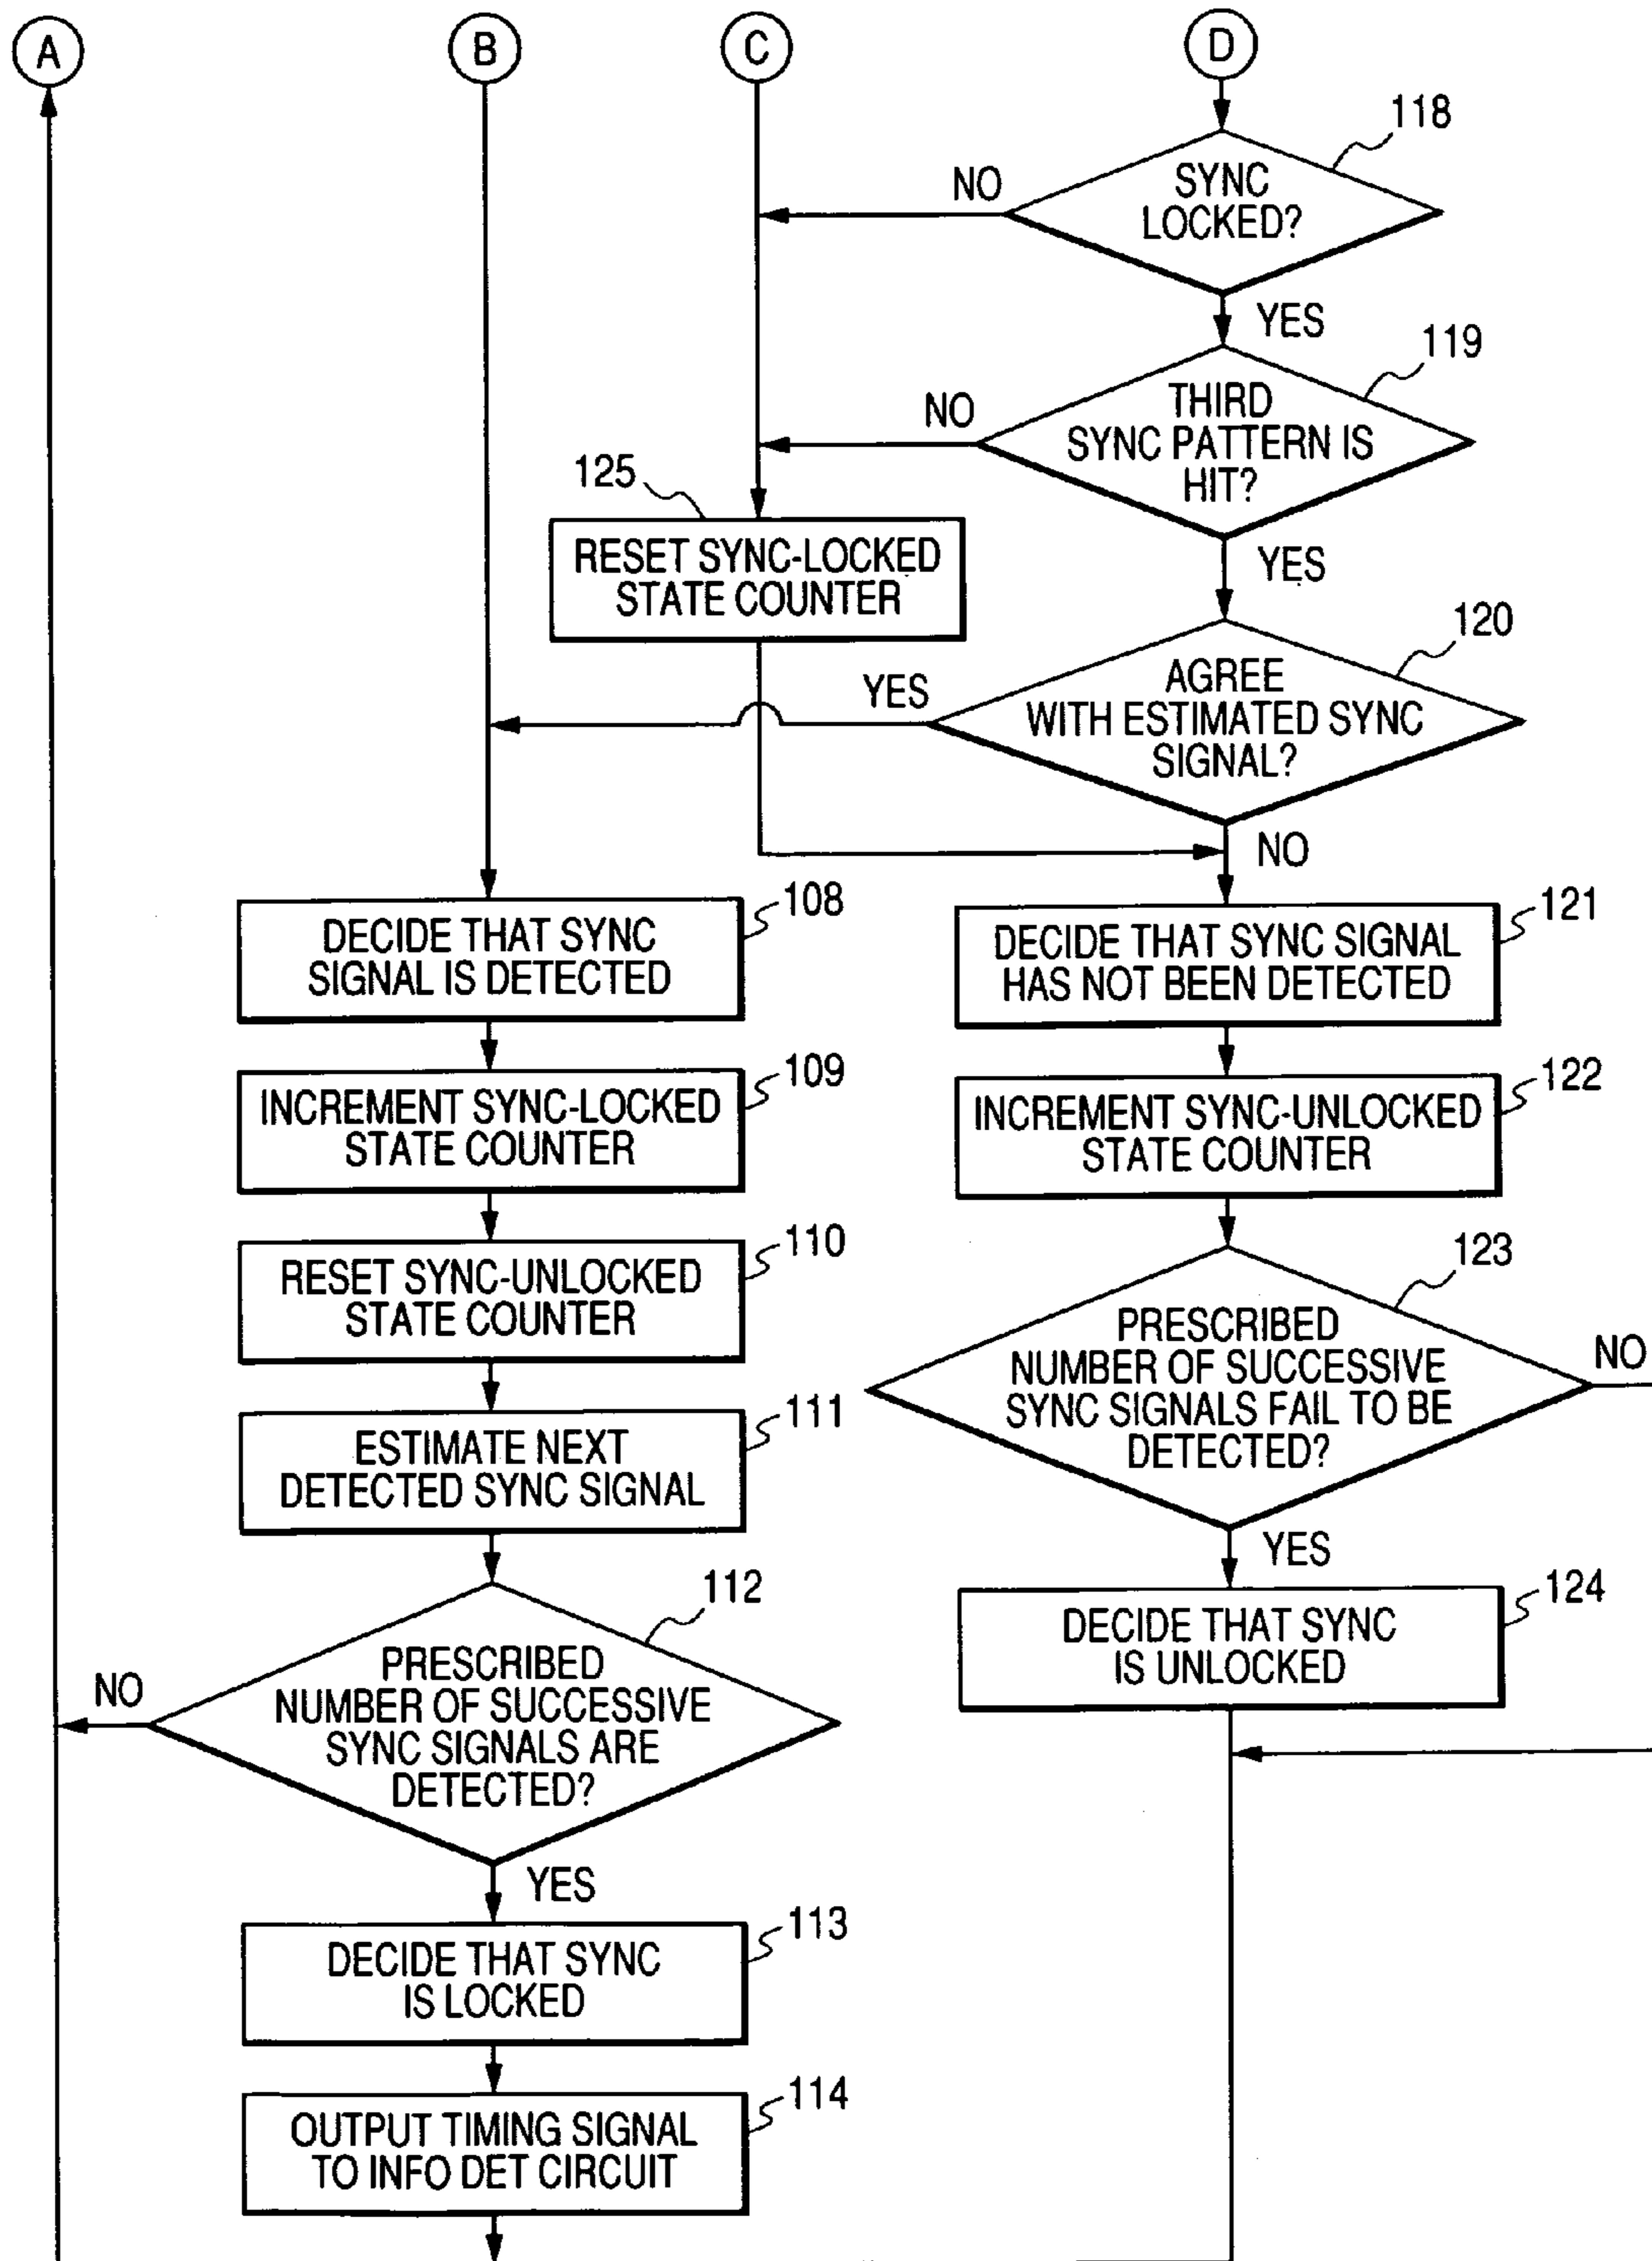 A
B
C
D
118
SYNC
LOCKED?
NO
YES
119
THIRD
SYNC PATTERN IS
HIT?
NO
YES
125
RESET SYNC-LOCKED
STATE COUNTER
120
AGREE
WITH ESTIMATED SYNC
SIGNAL?
YES
NO
108
DECIDE THAT SYNC
SIGNAL IS DETECTED
121
DECIDE THAT SYNC SIGNAL
HAS NOT BEEN DETECTED
109
INCREMENT SYNC-LOCKED
STATE COUNTER
122
INCREMENT SYNC-UNLOCKED
STATE COUNTER
110
RESET SYNC-UNLOCKED
STATE COUNTER
123
PRESCRIBED
NUMBER OF SUCCESSIVE
SYNC SIGNALS FAIL TO BE
DETECTED?
NO
YES
111
ESTIMATE NEXT
DETECTED SYNC SIGNAL
112
PRESCRIBED
NUMBER OF SUCCESSIVE
SYNC SIGNALS ARE
DETECTED?
NO
YES
124
DECIDE THAT SYNC
IS UNLOCKED
113
DECIDE THAT SYNC
IS LOCKED
114
OUTPUT TIMING SIGNAL
TO INFO DET CIRCUIT